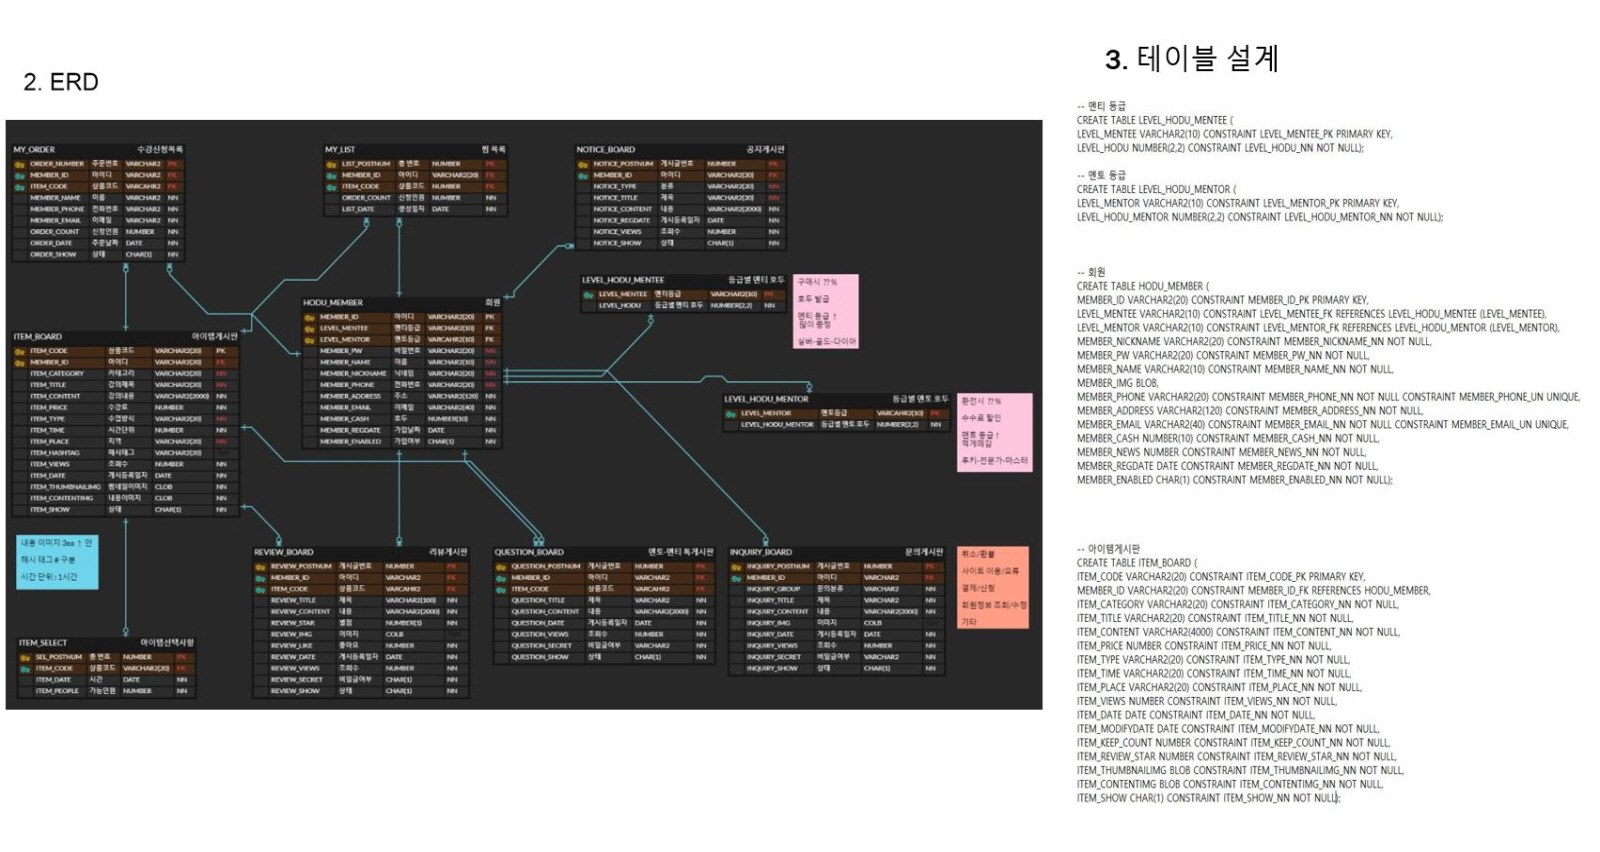 2. ERD
MY_ORDER 수강신청목록
ORDER_NUMBER 주문번호 VARCHAR2 PK
MEMBER_ID 아이디 VARCHAR2 FK
ITEM_CODE 상품코드 VARCAHR2 FK
MEMBER_NAME 이름 VARCHAR2 NN
MEMBER_PHONE 전화번호 VARCHAR2 NN
MEMBER_EMAIL 이메일 VARCHAR2 NN
ORDER_COUNT 신청인원 NUMBER NN
ORDER_DATE 주문날짜 DATE NN
ORDER_SHOW 상태 CHAR(1) NN
MY_LIST 찜 목록
LIST_POSTNUM 찜 번호 NUMBER PK
MEMBER_ID 아이디 VARCHAR2(20) FK
ITEM_CODE 상품코드 NUMBER FK
ORDER_COUNT 신청인원 NUMBER NN
LIST_DATE 생성일자 DATE NN
NOTICE_BOARD 공지게시판
NOTICE_POSTNUM 게시글번호 NUMBER PK
MEMBER_ID 아이디 VARCHAR2(20) FK
NOTICE_TYPE 분류 VARCHAR2(20) NN
NOTICE_TITLE 제목 VARCHAR2(20) NN
NOTICE_CONTENT 내용 VARCHAR2(2000) NN
NOTICE_REGDATE 게시등록일자 DATE NN
NOTICE_VIEWS 조회수 NUMBER NN
NOTICE_SHOW 상태 CHAR(1) NN
LEVEL_HODU_MENTEE 등급별 멘티 호두
LEVEL_MENTEE 멘티등급 VARCHAR2(10) PK
LEVEL_HODU 등급별 멘티 호두 NUMBER(2,2) NN
구매시 ??%
호두 발급
멘티 등급 ↑
많이 충정
실버-골드-다이아
HODU_MEMBER 회원
MEMBER_ID 아이디 VARCHAR2(20) PK
LEVEL_MENTEE 멘티등급 VARCHAR2(10) FK
LEVEL_MENTOR 멘토등급 VARCHAR2(10) FK
MEMBER_PW 비밀번호 VARCHAR2(20) NN
MEMBER_NAME 이름 VARCHAR2(10) NN
MEMBER_NICKNAME 닉네임 VARCHAR2(20) NN
MEMBER_PHONE 전화번호 VARCHAR2(20) NN
MEMBER_ADDRESS 주소 VARCHAR2(120) NN
MEMBER_EMAIL 이메일 VARCHAR2(40) NN
MEMBER_CASH 호두 NUMBER(10) NN
MEMBER_REGDATE 가입날짜 DATE NN
MEMBER_ENABLED 가입여부 CHAR(1) NN
ITEM_BOARD 아이템게시판
ITEM_CODE 상품코드 VARCHAR2(20) PK
MEMBER_ID 아이디 VARCHAR2(20) FK
ITEM_CATEGORY 카테고리 VARCHAR2(20) NN
ITEM_TITLE 강의제목 VARCHAR2(20) NN
ITEM_CONTENT 강의내용 VARCHAR2(2000) NN
ITEM_PRICE 수강료 NUMBER NN
ITEM_TYPE 수업방식 VARCHAR2(20) NN
ITEM_TIME 시간단위 NUMBER NN
ITEM_PLACE 지역 VARCHAR2(20) NN
ITEM_HASHTAG 해시태그 VARCHAR2(20)
ITEM_VIEWS 조회수 NUMBER NN
ITEM_DATE 게시등록일자 DATE NN
ITEM_THUMBNAILIMG 썸네일이미지 CLOB NN
ITEM_CONTENTIMG 내용이미지 CLOB NN
ITEM_SHOW 상태 CHAR(1) NN
LEVEL_HODU_MENTOR 등급별 멘토 호두
LEVEL_MENTOR 멘토등급 VARCAHR2(10) PK
LEVEL_HODU_MENTOR 등급별 멘토 호두 NUMBER(2,2) NN
환전시 ??%
수수료 할인
멘토 등급 ↑
적게떼감
루키-전문가-마스터
내용 이미지 3ea ↑ 만
해시 태그 # 구분
시간 단위 : 1시간
REVIEW_BOARD 리뷰게시판
REVIEW_POSTNUM 게시글번호 NUMBER PK
MEMBER_ID 아이디 VARCHAR2 FK
ITEM_CODE 상품코드 VARCAHR2 FK
REVIEW_TITLE 제목 VARCHAR2(100) NN
REVIEW_CONTENT 내용 VARCHAR2(2000) NN
REVIEW_STAR 별점 NUMBER(1) NN
REVIEW_IMG 이미지 COLB
REVIEW_LIKE 좋아요 NUMBER NN
REVIEW_DATE 게시등록일자 DATE NN
REVIEW_VIEWS 조회수 NUMBER NN
REVIEW_SECRET 비밀글여부 CHAR(1) NN
REVIEW_SHOW 상태 CHAR(1) NN
QUESTION_BOARD 멘토-멘티 톡게시판
QUESTION_POSTNUM 게시글번호 NUMBER PK
MEMBER_ID 아이디 VARCHAR2 FK
ITEM_CODE 상품코드 VARCAHR2 FK
QUESTION_TITLE 제목 VARCHAR2 NN
QUESTION_CONTENT 내용 VARCHAR2(2000) NN
QUESTION_DATE 게시등록일자 DATE NN
QUESTION_VIEWS 조회수 NUMBER NN
QUESTION_SECRET 비밀글여부 VARCHAR2 NN
QUESTION_SHOW 상태 CHAR(1) NN
INQUIRY_BOARD 문의게시판
INQUIRY_POSTNUM 게시글번호 NUMBER PK
MEMBER_ID 아이디 VARCHAR2 FK
INQUIRY_GROUP 문의분류 VARCHAR2 NN
INQUIRY_TITLE 제목 VARCHAR2 NN
INQUIRY_CONTENT 내용 VARCHAR2(2000) NN
INQUIRY_IMG 이미지 COLB
INQUIRY_DATE 게시등록일자 DATE NN
INQUIRY_VIEWS 조회수 NUMBER NN
INQUIRY_SECRET 비밀글여부 VARCHAR2 NN
INQUIRY_SHOW 상태 CHAR(1) NN
취소/환불
사이트 이용/오류
결제/신청
회원정보 조회/수정
기타
ITEM_SELECT 아이템선택사항
SEL_POSTNUM 총 번호 NUMBER PK
ITEM_CODE 상품코드 VARCHAR2(20) FK
ITEM_DATE 시간 DATE NN
ITEM_PEOPLE 가능인원 NUMBER NN
3. 테이블 설계
-- 멘티 등급
CREATE TABLE LEVEL_HODU_MENTEE (
LEVEL_MENTEE VARCHAR2(10) CONSTRAINT LEVEL_MENTEE_PK PRIMARY KEY,
LEVEL_HODU NUMBER(2,2) CONSTRAINT LEVEL_HODU_NN NOT NULL);
-- 멘토 등급
CREATE TABLE LEVEL_HODU_MENTOR (
LEVEL_MENTOR VARCHAR2(10) CONSTRAINT LEVEL_MENTOR_PK PRIMARY KEY,
LEVEL_HODU_MENTOR NUMBER(2,2) CONSTRAINT LEVEL_HODU_MENTOR_NN NOT NULL);
-- 회원
CREATE TABLE HODU_MEMBER (
MEMBER_ID VARCHAR2(20) CONSTRAINT MEMBER_ID_PK PRIMARY KEY,
LEVEL_MENTEE VARCHAR2(10) CONSTRAINT LEVEL_MENTEE_FK REFERENCES LEVEL_HODU_MENTEE (LEVEL_MENTEE),
LEVEL_MENTOR VARCHAR2(10) CONSTRAINT LEVEL_MENTOR_FK REFERENCES LEVEL_HODU_MENTOR (LEVEL_MENTOR),
MEMBER_NICKNAME VARCHAR2(20) CONSTRAINT MEMBER_NICKNAME_NN NOT NULL,
MEMBER_PW VARCHAR2(20) CONSTRAINT MEMBER_PW_NN NOT NULL,
MEMBER_NAME VARCHAR2(10) CONSTRAINT MEMBER_NAME_NN NOT NULL,
MEMBER_IMG BLOB,
MEMBER_PHONE VARCHAR2(20) CONSTRAINT MEMBER_PHONE_NN NOT NULL CONSTRAINT MEMBER_PHONE_UN UNIQUE,
MEMBER_ADDRESS VARCHAR2(120) CONSTRAINT MEMBER_ADDRESS_NN NOT NULL,
MEMBER_EMAIL VARCHAR2(40) CONSTRAINT MEMBER_EMAIL_NN NOT NULL CONSTRAINT MEMBER_EMAIL_UN UNIQUE,
MEMBER_CASH NUMBER(10) CONSTRAINT MEMBER_CASH_NN NOT NULL,
MEMBER_NEWS NUMBER CONSTRAINT MEMBER_NEWS_NN NOT NULL,
MEMBER_REGDATE DATE CONSTRAINT MEMBER_REGDATE_NN NOT NULL,
MEMBER_ENABLED CHAR(1) CONSTRAINT MEMBER_ENABLED_NN NOT NULL);
-- 아이템게시판
CREATE TABLE ITEM_BOARD (
ITEM_CODE VARCHAR2(20) CONSTRAINT ITEM_CODE_PK PRIMARY KEY,
MEMBER_ID VARCHAR2(20) CONSTRAINT MEMBER_ID_FK REFERENCES HODU_MEMBER,
ITEM_CATEGORY VARCHAR2(20) CONSTRAINT ITEM_CATEGORY_NN NOT NULL,
ITEM_TITLE VARCHAR2(20) CONSTRAINT ITEM_TITLE_NN NOT NULL,
ITEM_CONTENT VARCHAR2(4000) CONSTRAINT ITEM_CONTENT_NN NOT NULL,
ITEM_PRICE NUMBER CONSTRAINT ITEM_PRICE_NN NOT NULL,
ITEM_TYPE VARCHAR2(20) CONSTRAINT ITEM_TYPE_NN NOT NULL,
ITEM_TIME VARCHAR2(20) CONSTRAINT ITEM_TIME_NN NOT NULL,
ITEM_PLACE VARCHAR2(20) CONSTRAINT ITEM_PLACE_NN NOT NULL,
ITEM_VIEWS NUMBER CONSTRAINT ITEM_VIEWS_NN NOT NULL,
ITEM_DATE DATE CONSTRAINT ITEM_DATE_NN NOT NULL,
ITEM_MODIFYDATE DATE CONSTRAINT ITEM_MODIFYDATE_NN NOT NULL,
ITEM_KEEP_COUNT NUMBER CONSTRAINT ITEM_KEEP_COUNT_NN NOT NULL,
ITEM_REVIEW_STAR NUMBER CONSTRAINT ITEM_REVIEW_STAR_NN NOT NULL,
ITEM_THUMBNAILIMG BLOB CONSTRAINT ITEM_THUMBNAILIMG_NN NOT NULL,
ITEM_CONTENTIMG BLOB CONSTRAINT ITEM_CONTENTIMG_NN NOT NULL,
ITEM_SHOW CHAR(1) CONSTRAINT ITEM_SHOW_NN NOT NULL);